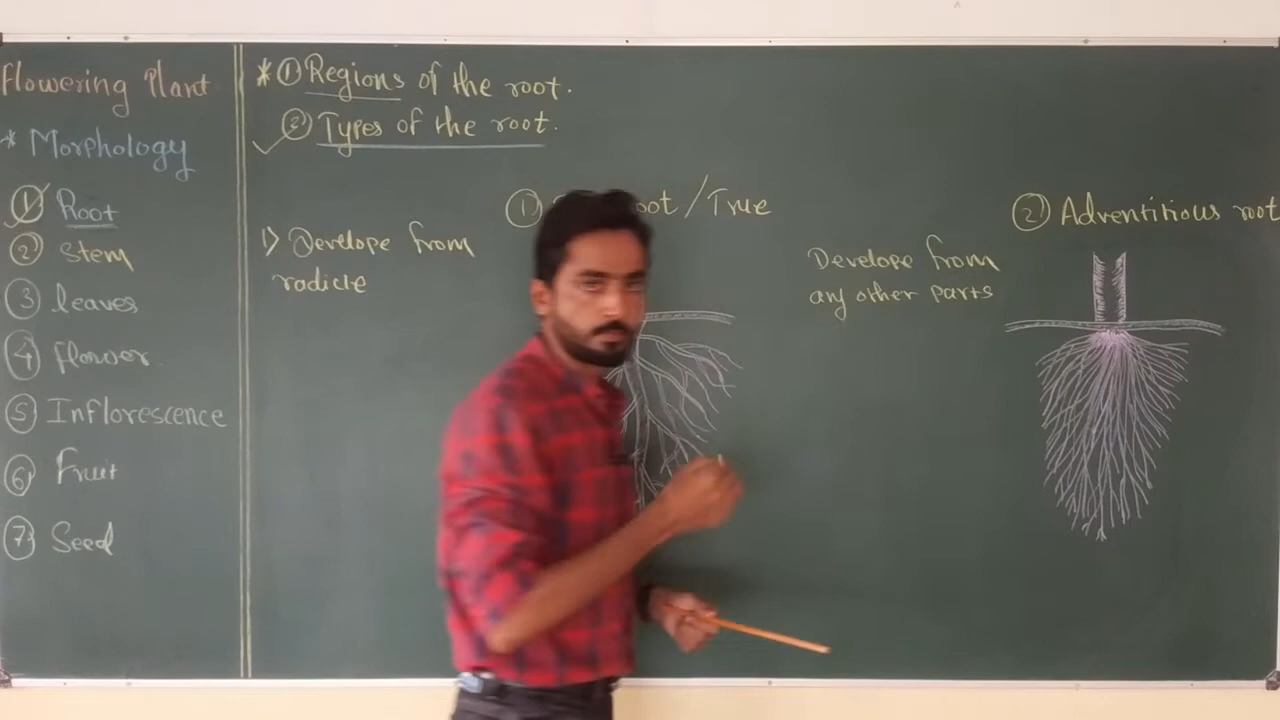 Flowering Plant
* Morphology
① Root
② Stem
③ leaves
④ flower
⑤ Inflorescence
⑥ Fruit
⑦ Seed
* ① Regions of the root.
② Types of the root.
① oot / True
1) Develope from
radicle
② Adventitious root
Develope from
any other parts